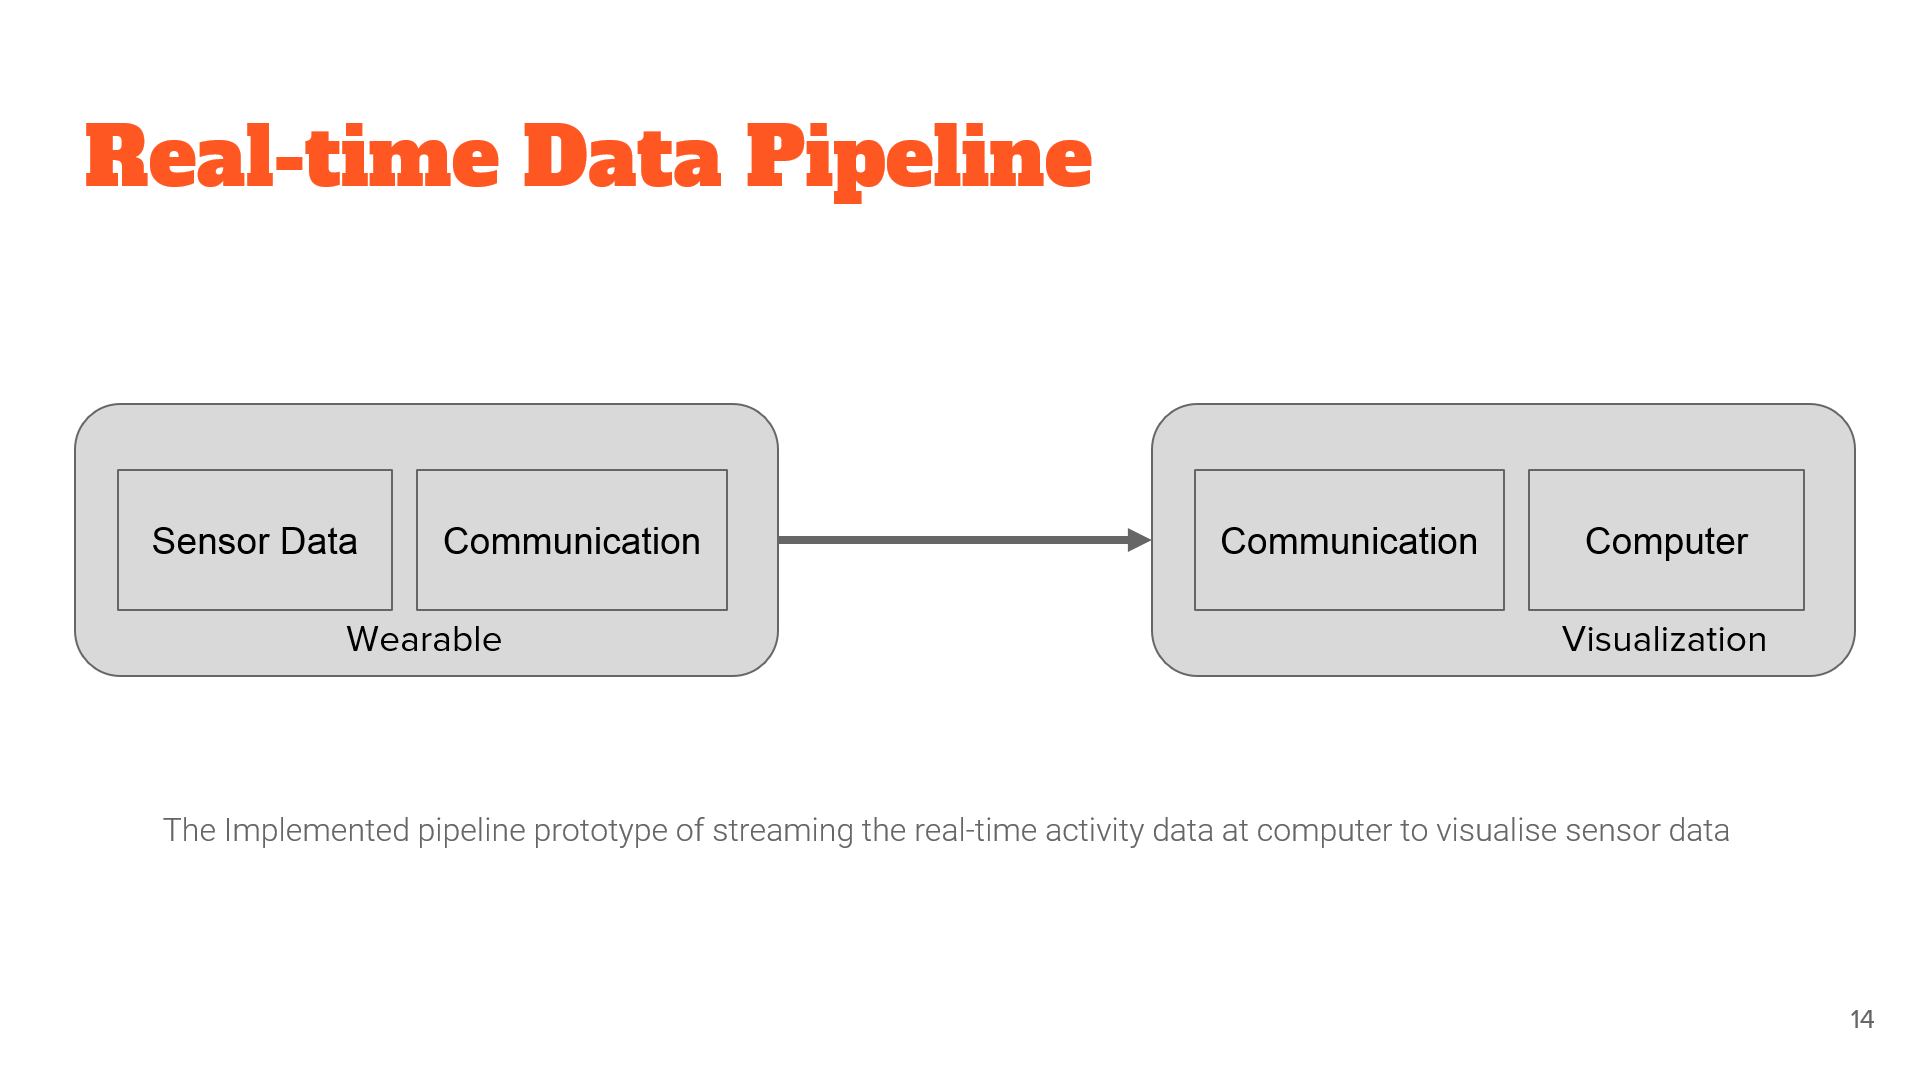 Real-time Data Pipeline
Sensor Data
Communication
Wearable
Communication
Computer
Visualization
The Implemented pipeline prototype of streaming the real-time activity data at computer to visualise sensor data
14